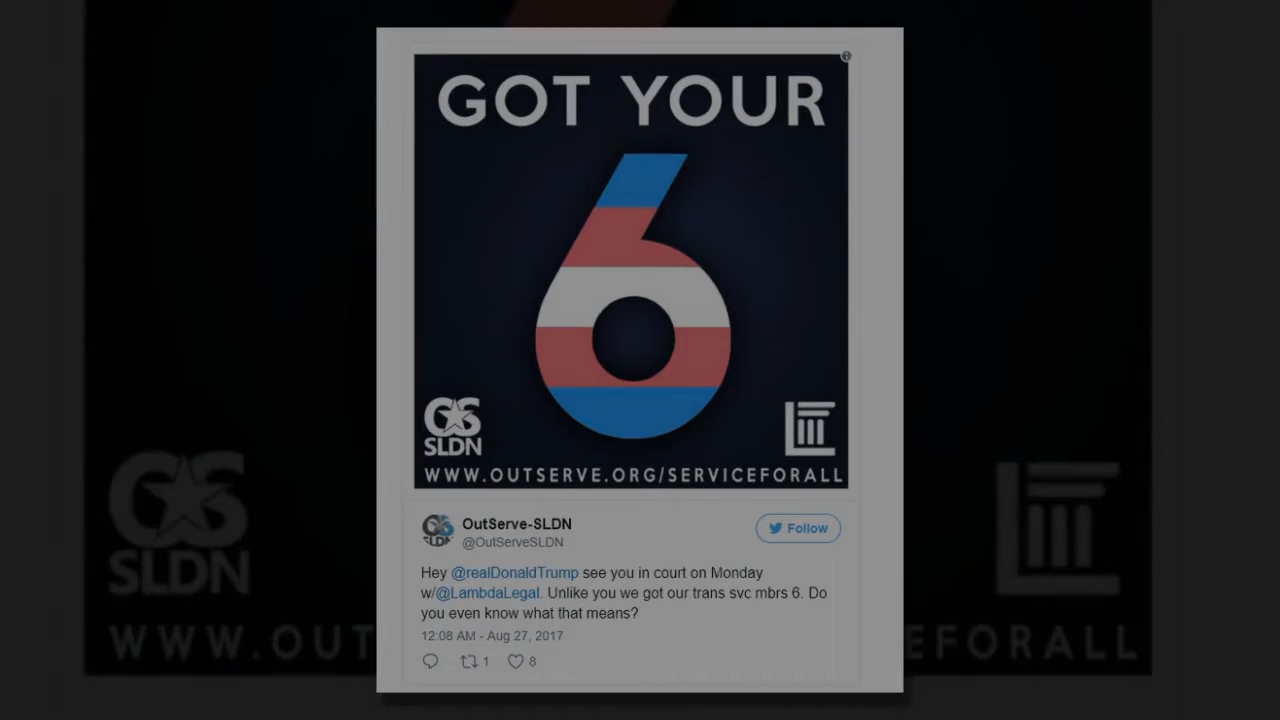 GOT YOUR
6
OS
SLDN
WWW.OUTSERVE.ORG/SERVICEFORALL
OutServe-SLDN
Follow
@OutServeSLDN
Hey @realDonaldTrump see you in court on Monday
w/@LambdaLegal. Unlike you we got our trans svc mbrs 6. Do
you even know what that means?
12:08 AM - Aug 27, 2017
1
8
OS
SLDN
WWW.OUT
EFORALL